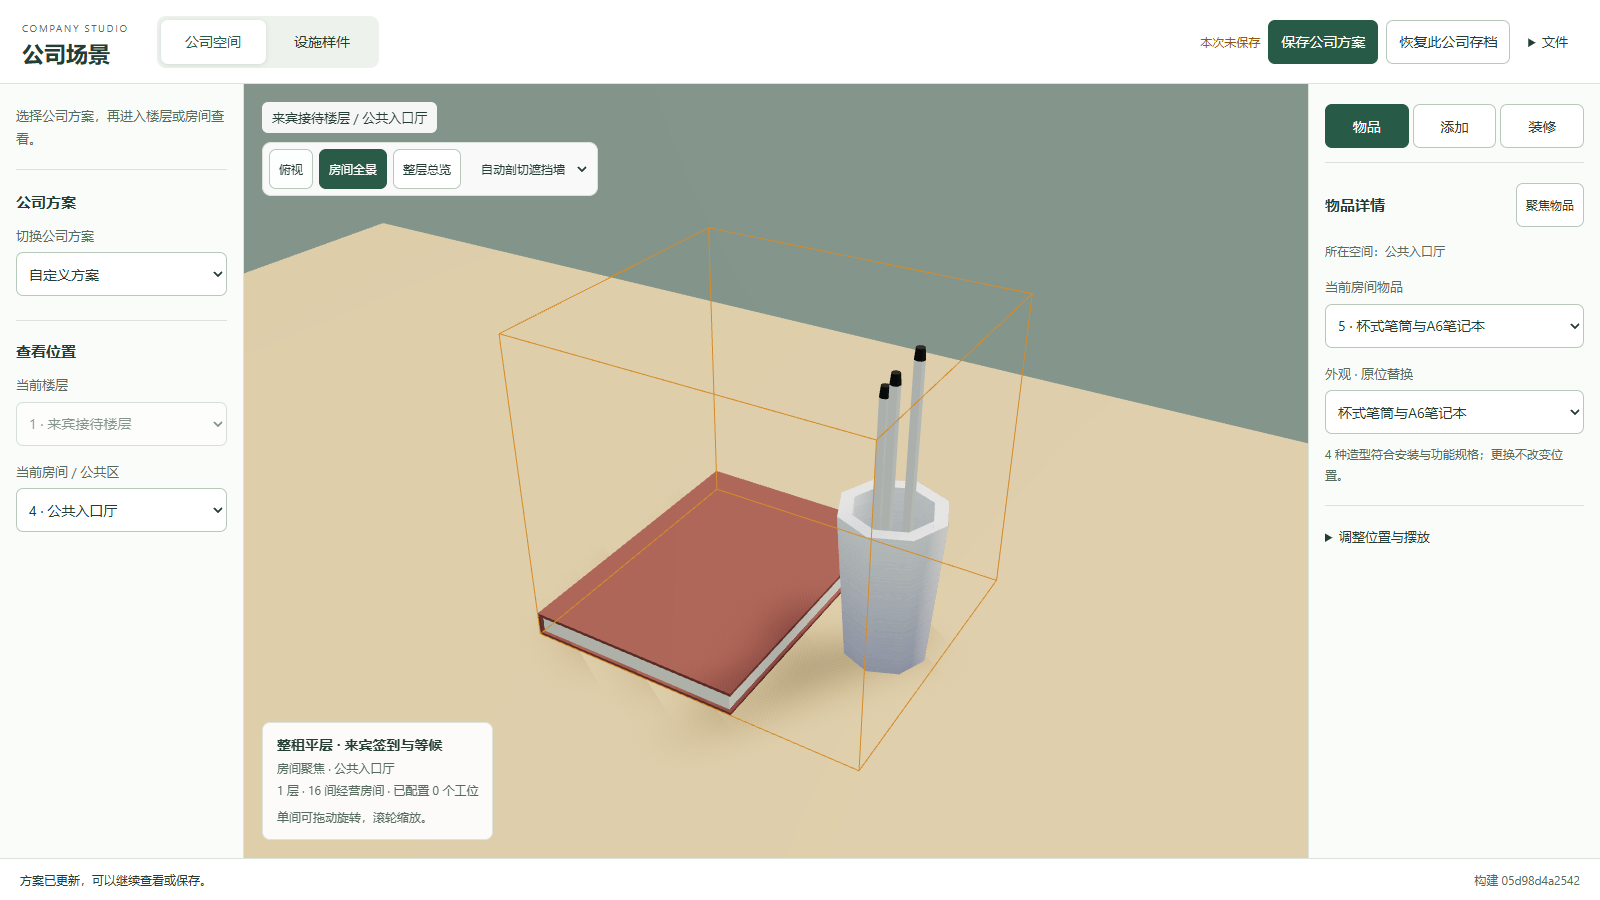 COMPANY STUDIO
公司场景
公司空间
设施样件
本次未保存
保存公司方案
恢复此公司存档
文件
选择公司方案，再进入楼层或房间查
看。
公司方案
切换公司方案
自定义方案
查看位置
当前楼层
1 · 来宾接待楼层
当前房间 / 公共区
4 · 公共入口厅
来宾接待楼层 / 公共入口厅
俯视
房间全景
整层总览
自动剖切遮挡墙
整租平层 · 来宾签到与等候
房间聚焦 · 公共入口厅
1 层 · 16 间经营房间 · 已配置 0 个工位
单间可拖动旋转，滚轮缩放。
物品
添加
装修
物品详情
聚焦物品
所在空间：公共入口厅
当前房间物品
5 · 杯式笔筒与A6笔记本
外观 · 原位替换
杯式笔筒与A6笔记本
4 种造型符合安装与功能规格；更换不改变位
置。
调整位置与摆放
方案已更新，可以继续查看或保存。
构建 05d98d4a2542